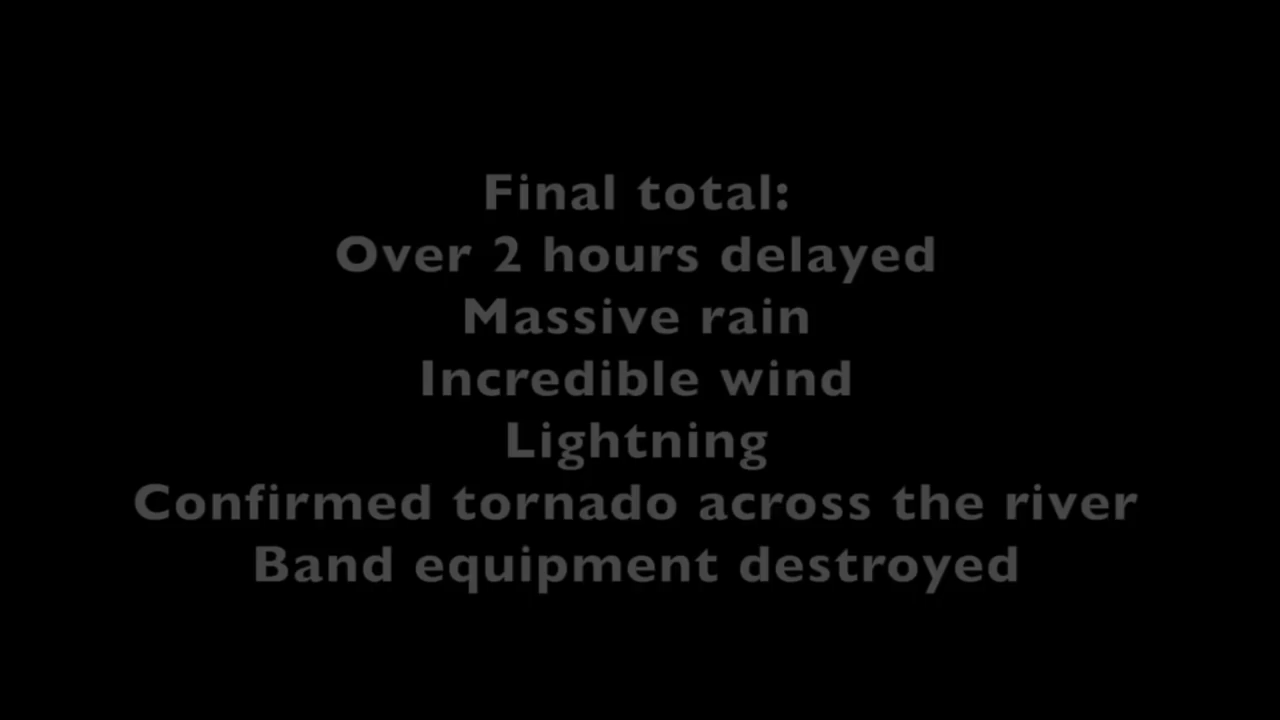 Final total:
Over 2 hours delayed
Massive rain
Incredible wind
Lightning
Confirmed tornado across the river
Band equipment destroyed